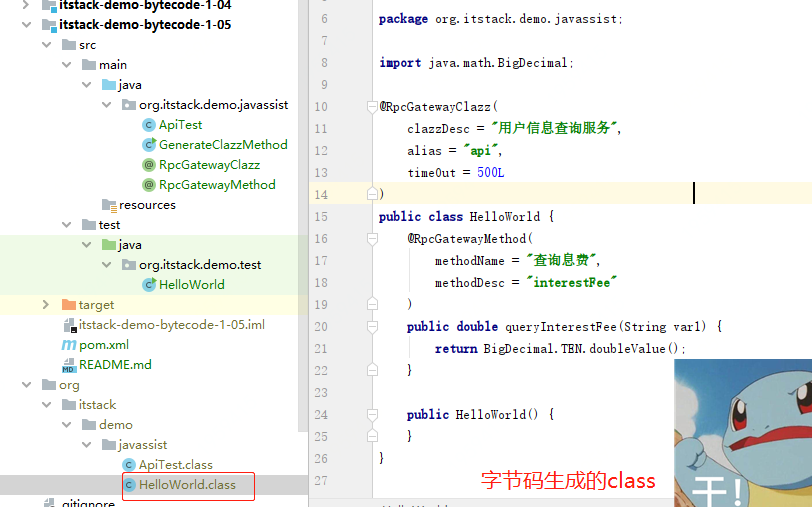 itstack-demo-bytecode-1-04
itstack-demo-bytecode-1-05
src
main
java
org.itstack.demo.javassist
ApiTest
GenerateClazzMethod
RpcGatewayClazz
RpcGatewayMethod
resources
test
java
org.itstack.demo.test
HelloWorld
target
itstack-demo-bytecode-1-05.iml
pom.xml
README.md
org
itstack
demo
javassist
ApiTest.class
HelloWorld.class
.gitignore
6 package org.itstack.demo.javassist;
7
8 import java.math.BigDecimal;
9
10 @RpcGatewayClazz(
11 clazzDesc = "用户信息查询服务",
12 alias = "api",
13 timeOut = 500L
14 )
15 public class HelloWorld {
16 @RpcGatewayMethod(
17 methodName = "查询息费",
18 methodDesc = "interestFee"
19 )
20 public double queryInterestFee(String var1) {
21 return BigDecimal.TEN.doubleValue();
22 }
23
24 public HelloWorld() {
25 }
26 }
27
字节码生成的class
干!